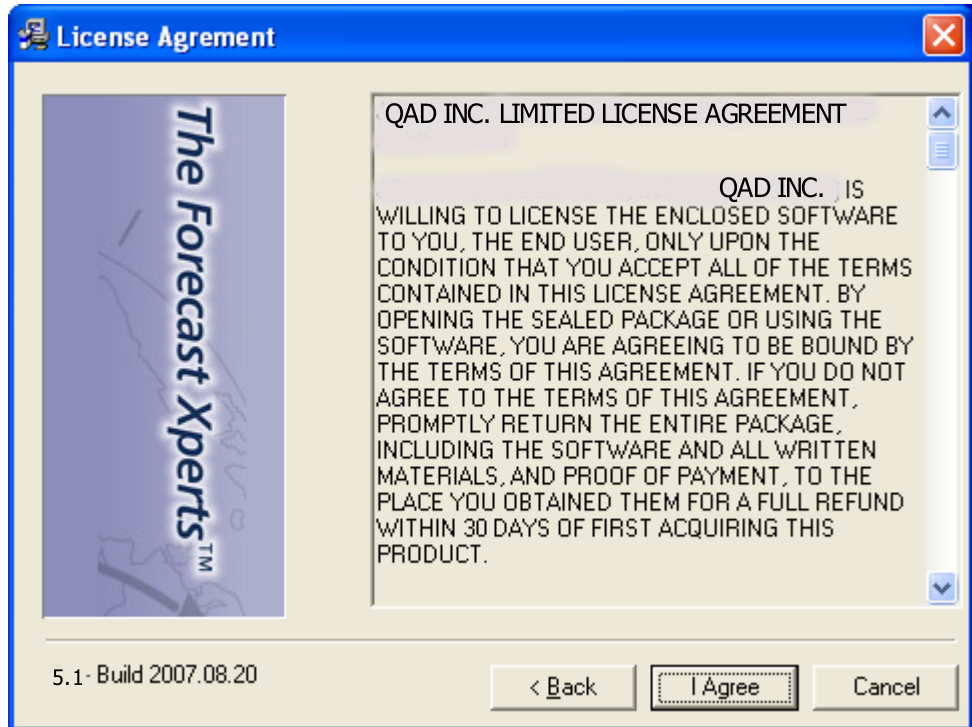 License Agrement
The Forecast Xperts™
QAD INC. LIMITED LICENSE AGREEMENT
QAD INC. IS
WILLING TO LICENSE THE ENCLOSED SOFTWARE
TO YOU, THE END USER, ONLY UPON THE
CONDITION THAT YOU ACCEPT ALL OF THE TERMS
CONTAINED IN THIS LICENSE AGREEMENT. BY
OPENING THE SEALED PACKAGE OR USING THE
SOFTWARE, YOU ARE AGREEING TO BE BOUND BY
THE TERMS OF THIS AGREEMENT. IF YOU DO NOT
AGREE TO THE TERMS OF THIS AGREEMENT,
PROMPTLY RETURN THE ENTIRE PACKAGE,
INCLUDING THE SOFTWARE AND ALL WRITTEN
MATERIALS, AND PROOF OF PAYMENT, TO THE
PLACE YOU OBTAINED THEM FOR A FULL REFUND
WITHIN 30 DAYS OF FIRST ACQUIRING THIS
PRODUCT.
5.1- Build 2007.08.20
< Back
I Agree
Cancel